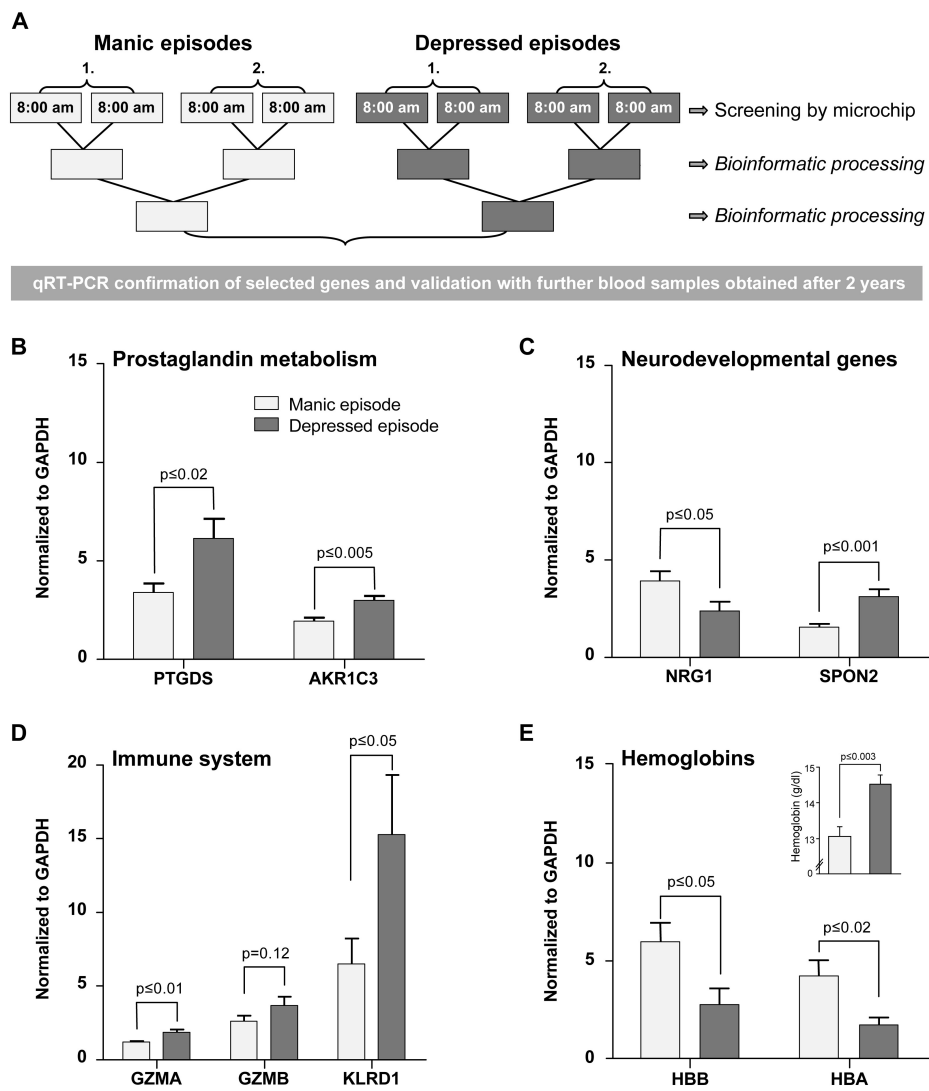 A
Manic episodes
Depressed episodes
1.
2.
1.
2.
8:00 am
8:00 am
8:00 am
8:00 am
8:00 am
8:00 am
8:00 am
8:00 am
Screening by microchip
Bioinformatic processing
Bioinformatic processing
qRT-PCR confirmation of selected genes and validation with further blood samples obtained after 2 years
B
Prostaglandin metabolism
Normalized to GAPDH
15
10
5
0
Manic episode
Depressed episode
p≤0.02
p≤0.005
PTGDS
AKR1C3
C
Neurodevelopmental genes
Normalized to GAPDH
15
10
5
0
p≤0.05
p≤0.001
NRG1
SPON2
D
Immune system
Normalized to GAPDH
20
15
10
5
0
p≤0.01
p=0.12
p≤0.05
GZMA
GZMB
KLRD1
E
Hemoglobins
Normalized to GAPDH
15
10
5
0
p≤0.05
p≤0.02
HBB
HBA
Hemoglobin (g/dl)
15
14
13
0
p≤0.003